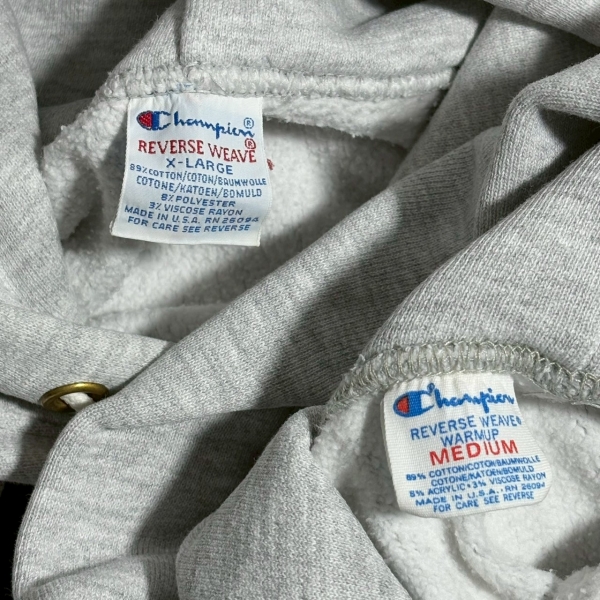 Champion®
REVERSE WEAVE®
X-LARGE
89% COTTON/COTON/BAUMWOLLE
COTONE/KATOEN/BOMULD
8% POLYESTER
3% VISCOSE RAYON
MADE IN U.S.A. RN 26094
FOR CARE SEE REVERSE
Champion
REVERSE WEAVE®
WARMUP
MEDIUM
89% COTTON/COTON/BAUMWOLLE
COTONE/KATOEN/BOMULD
8% ACRYLIC•3% VISCOSE RAYON
MADE IN U.S.A. RN 26094
FOR CARE SEE REVERSE